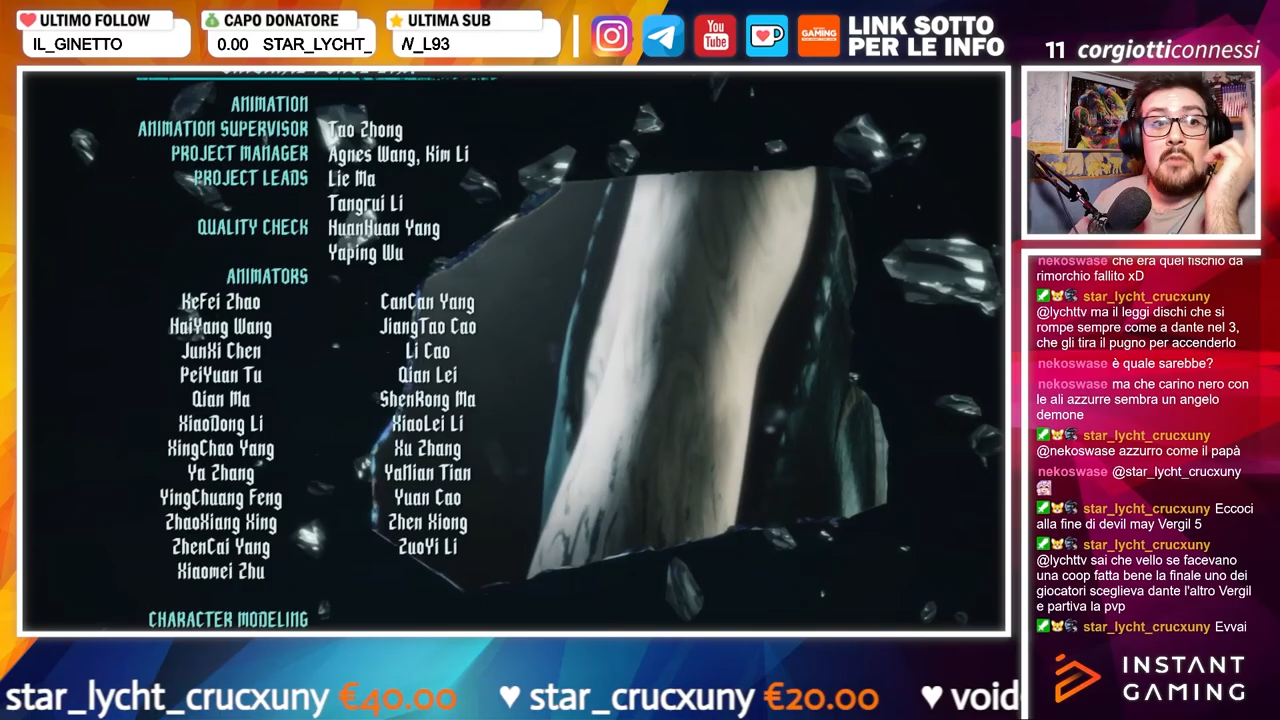 ULTIMO FOLLOW
IL_GINETTO
CAPO DONATORE
0.00 STAR_LYCHT_
ULTIMA SUB
_L93
You
Tube
INSTANT
GAMING
LINK SOTTO
PER LE INFO
11 corgiotticonnessi
ANIMATION
ANIMATION SUPERVISOR Tao Zhong
PROJECT MANAGER Agnes Wang, Kim Li
PROJECT LEADS Lie Ma
Tangrui Li
QUALITY CHECK HuanHuan Yang
Yaping Wu
ANIMATORS
KeFei Zhao CanCan Yang
HaiYang Wang JiangTao Cao
JunXi Chen Li Cao
PeiYuan Tu Qian Lei
Qian Ma ShenRong Ma
XiaoDong Li XiaoLei Li
XingChao Yang Xu Zhang
Ya Zhang YaNian Tian
YingChuang Feng Yuan Cao
ZhaoXiang Xing Zhen Xiong
ZhenCai Yang ZuoYi Li
Xiaomei Zhu
CHARACTER MODELING
nekoswase che era quel fischio da
rimorchio fallito xD
star_lycht_crucxuny
@lychttv ma il leggi dischi che si
rompe sempre come a dante nel 3,
che gli tira il pugno per accenderlo
nekoswase è quale sarebbe?
nekoswase ma che carino nero con
le ali azzurre sembra un angelo
demone
star_lycht_crucxuny
@nekoswase azzurro come il papà
nekoswase @star_lycht_crucxuny
star_lycht_crucxuny Eccoci
alla fine di devil may Vergil 5
star_lycht_crucxuny
@lychttv sai che vello se facevano
una coop fatta bene la finale uno dei
giocatori sceglieva dante l'altro Vergil
e partiva la pvp
star_lycht_crucxuny Evvai
INSTANT
GAMING
star_lycht_crucxuny €40.00 ♥ star_crucxuny €20.00 ♥ void